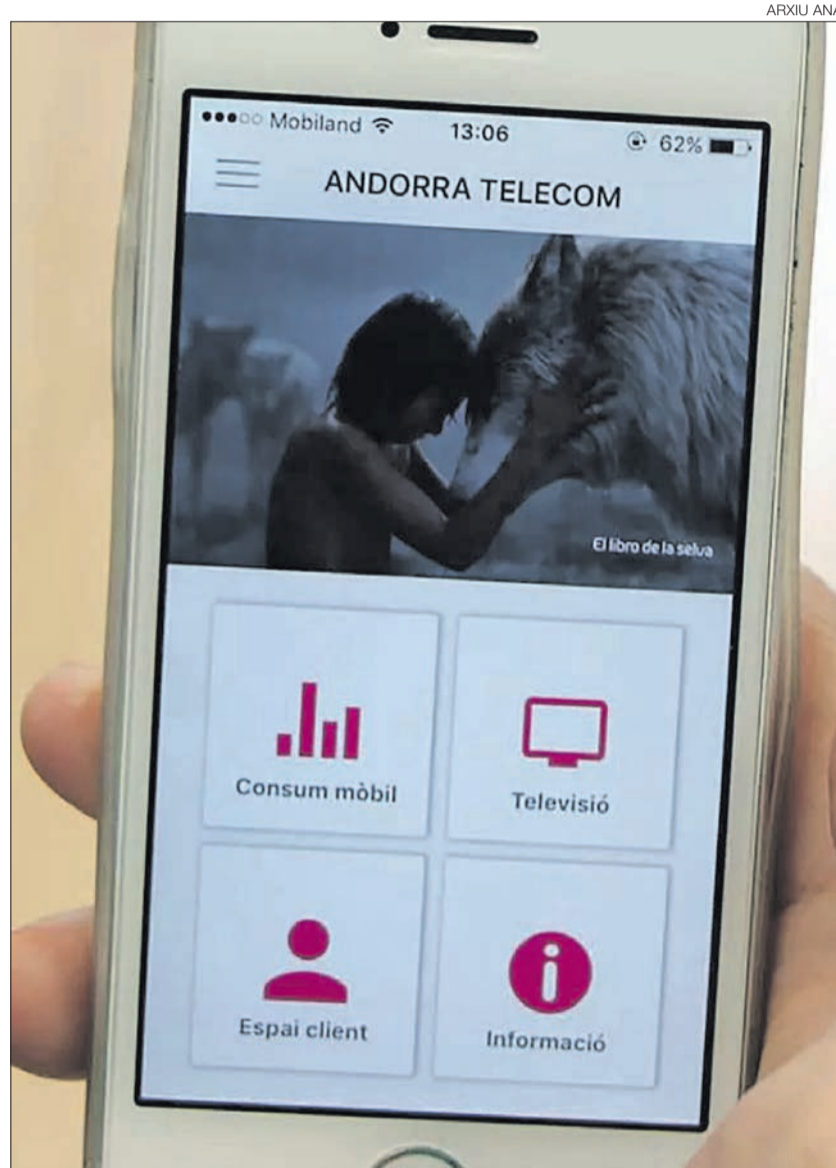 ARXIU ANA
Mobiland 13:06 62%
ANDORRA TELECOM
El libro de la selva
Consum mòbil
Televisió
Espai client
Informació